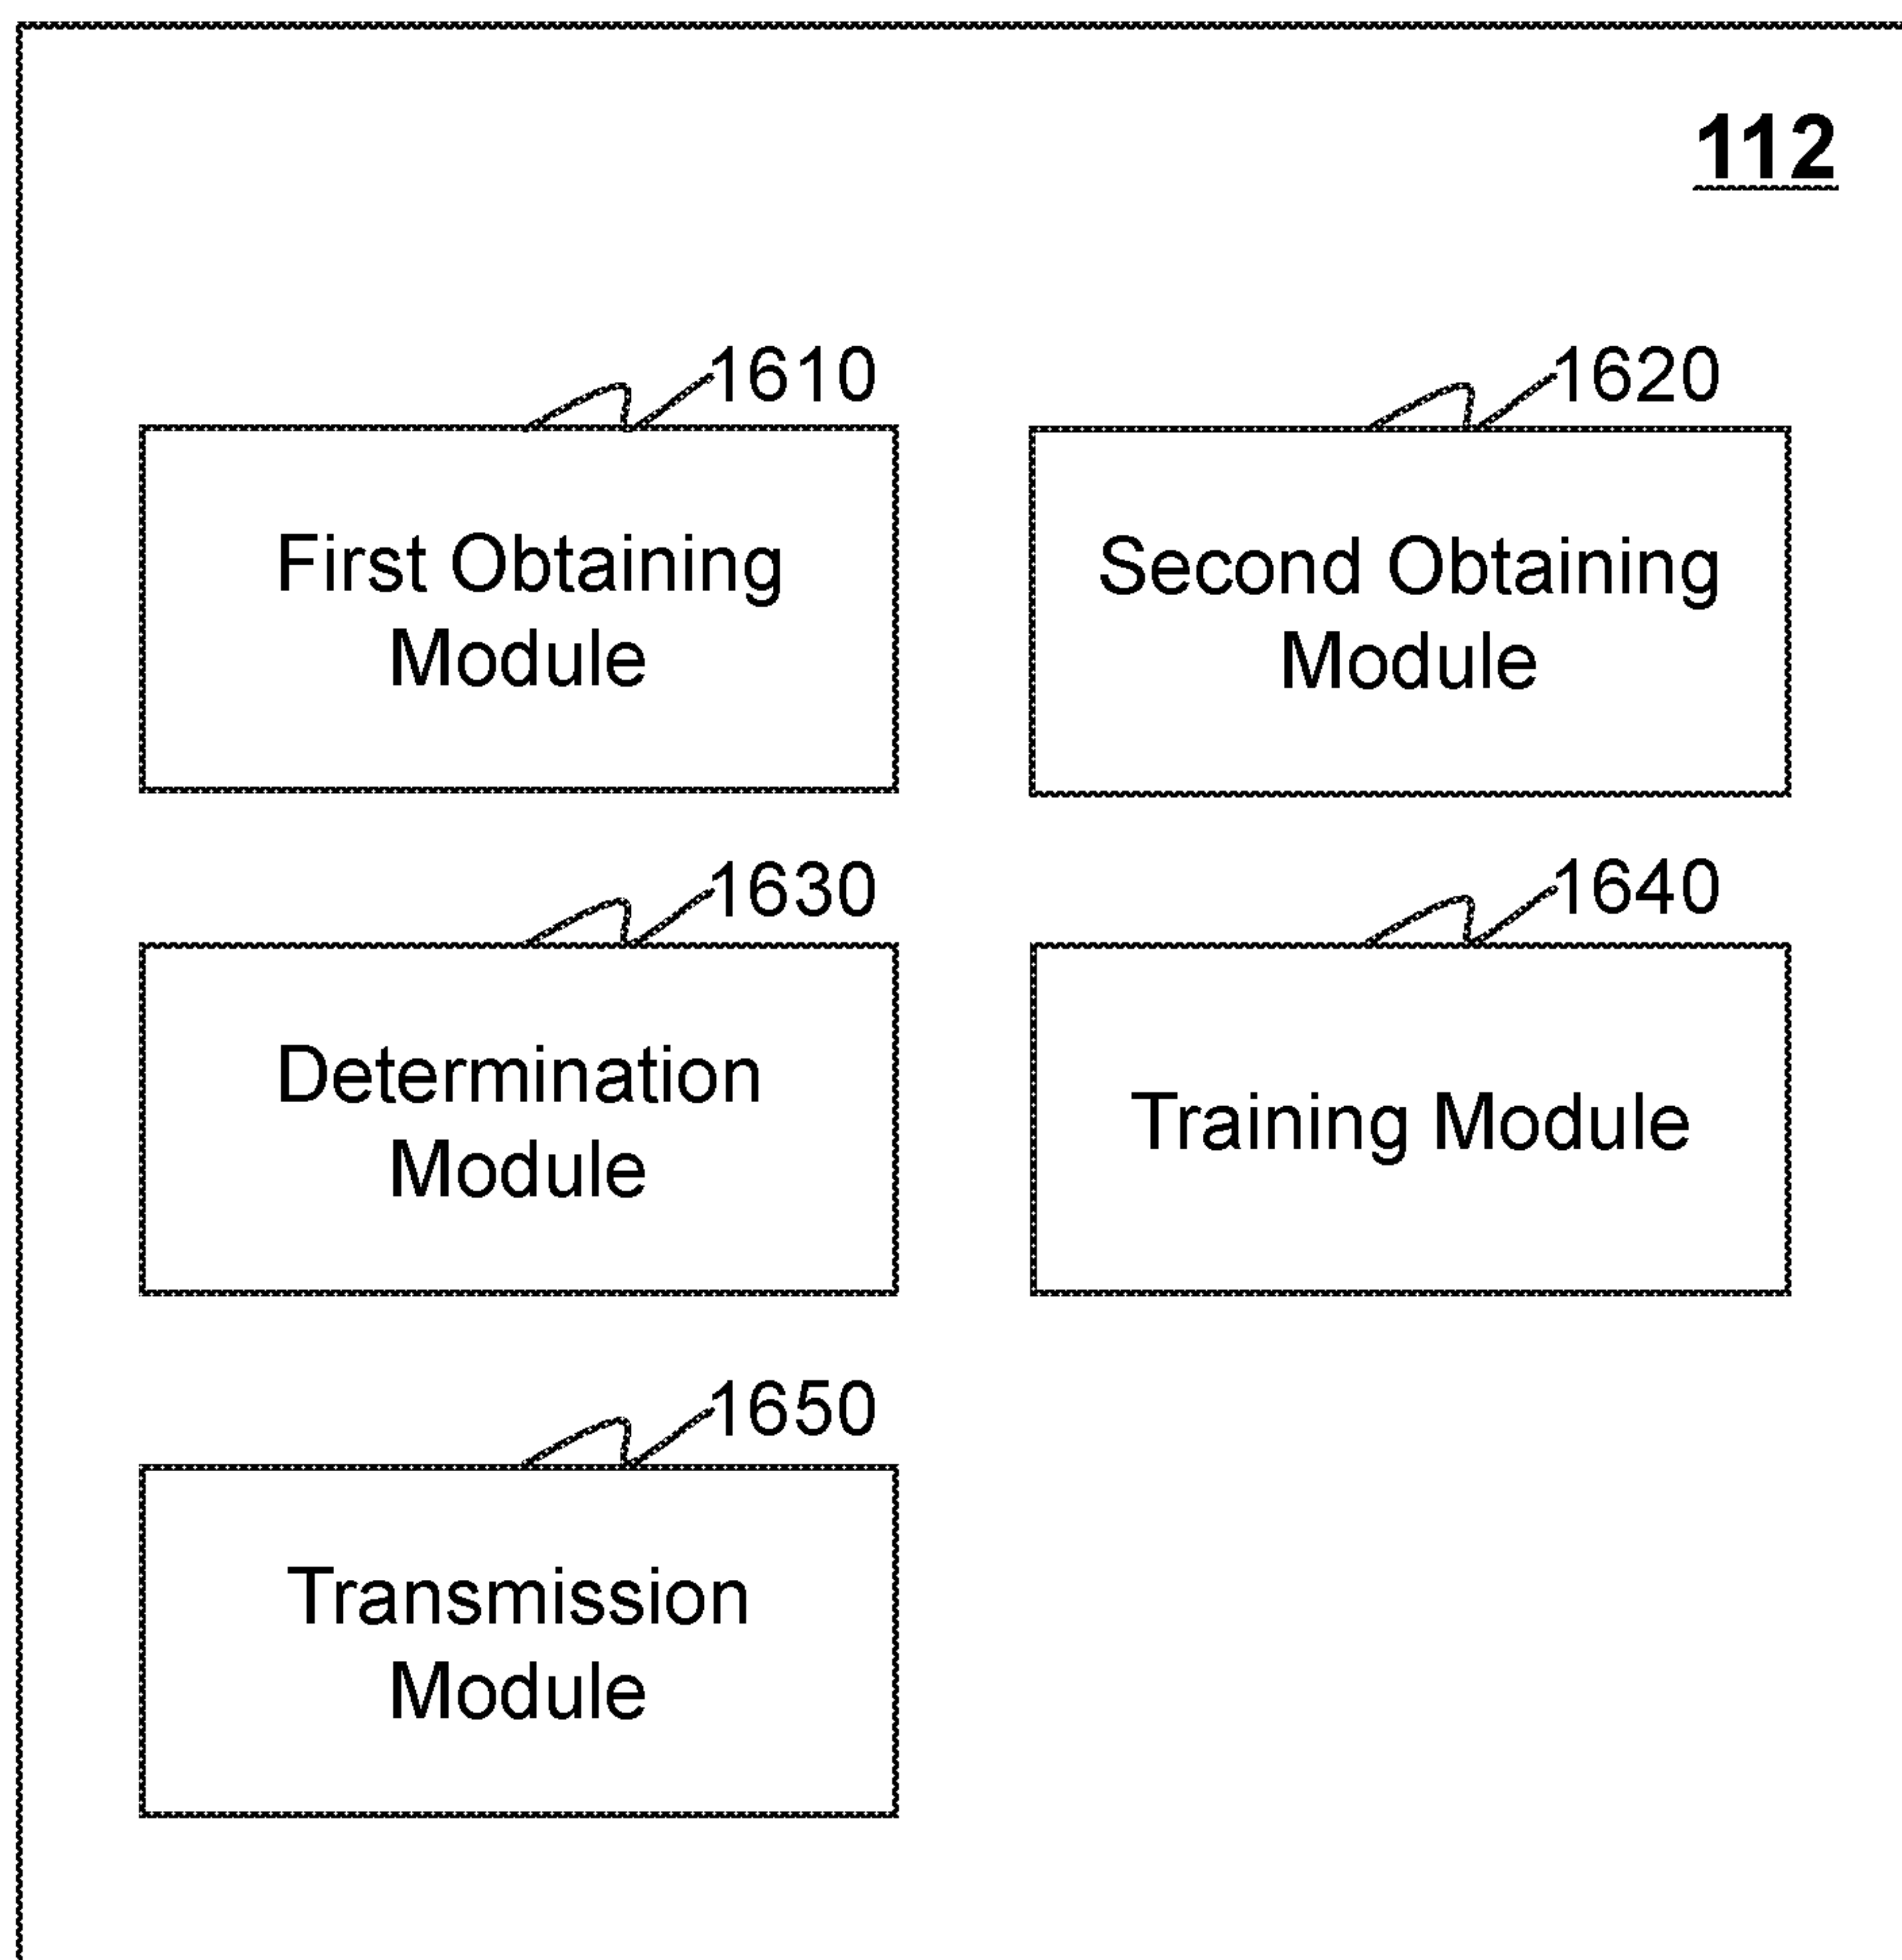 112
1610
First Obtaining
Module
1620
Second Obtaining
Module
1630
Determination
Module
1640
Training Module
1650
Transmission
Module